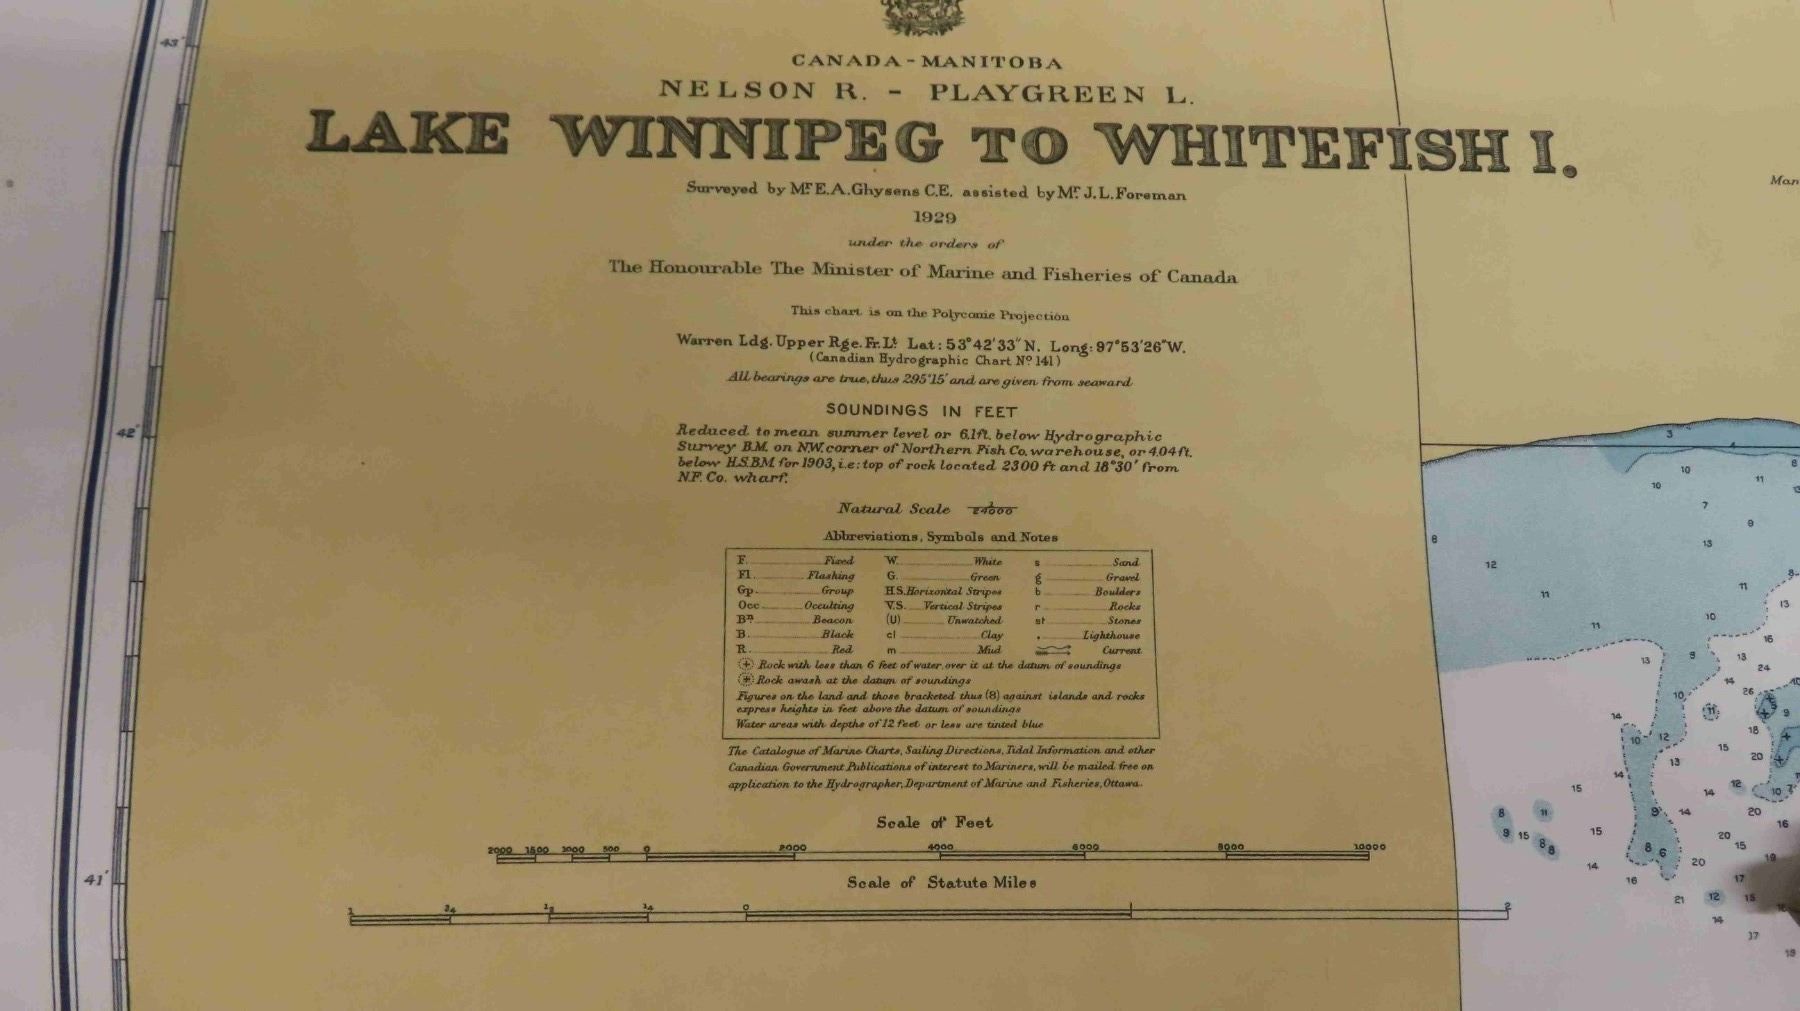 43'
CANADA-MANITOBA
NELSON R. - PLAYGREEN L.
LAKE WINNIPEG TO WHITEFISH I.
Surveyed by Mr. E.A. Ghysens C.E. assisted by Mr. J.L. Foreman
1929
under the orders of
The Honourable The Minister of Marine and Fisheries of Canada
This chart is on the Polyconic Projection
Warren Ldg. Upper Rge. Fr. Lt. Lat: 53°42'33" N. Long: 97°53'26" W.
(Canadian Hydrographic Chart No. 141)
All bearings are true, thus 295°15' and are given from seaward
SOUNDINGS IN FEET
Reduced to mean summer level or 6.1 ft. below Hydrographic
Survey B.M. on N.W. corner of Northern Fish Co. warehouse, or 4.04 ft.
below H.S.B.M. for 1903, i.e: top of rock located 2300 ft and 18°30' from
N.F. Co. wharf.
Natural Scale 1/24000
Abbreviations, Symbols and Notes
F. Fixed W. White s Sand
Fl. Flashing G. Green g Gravel
Gp. Group H.S. Horizontal Stripes b Boulders
Occ Occulting V.S. Vertical Stripes r Rocks
Bn Beacon (U) Unwatched st Stones
B. Black cl Clay . Lighthouse
R. Red m Mud Current
Rock with less than 6 feet of water over it at the datum of soundings
Rock awash at the datum of soundings
Figures on the land and those bracketed thus (8) against islands and rocks
express heights in feet above the datum of soundings
Water areas with depths of 12 feet or less are tinted blue
The Catalogue of Marine Charts, Sailing Directions, Tidal Information and other
Canadian Government Publications of interest to Mariners, will be mailed free on
application to the Hydrographer, Department of Marine and Fisheries, Ottawa.
Scale of Feet
2000 1500 1000 500 0 2000 4000 6000 8000 10000
Scale of Statute Miles
42'
41'